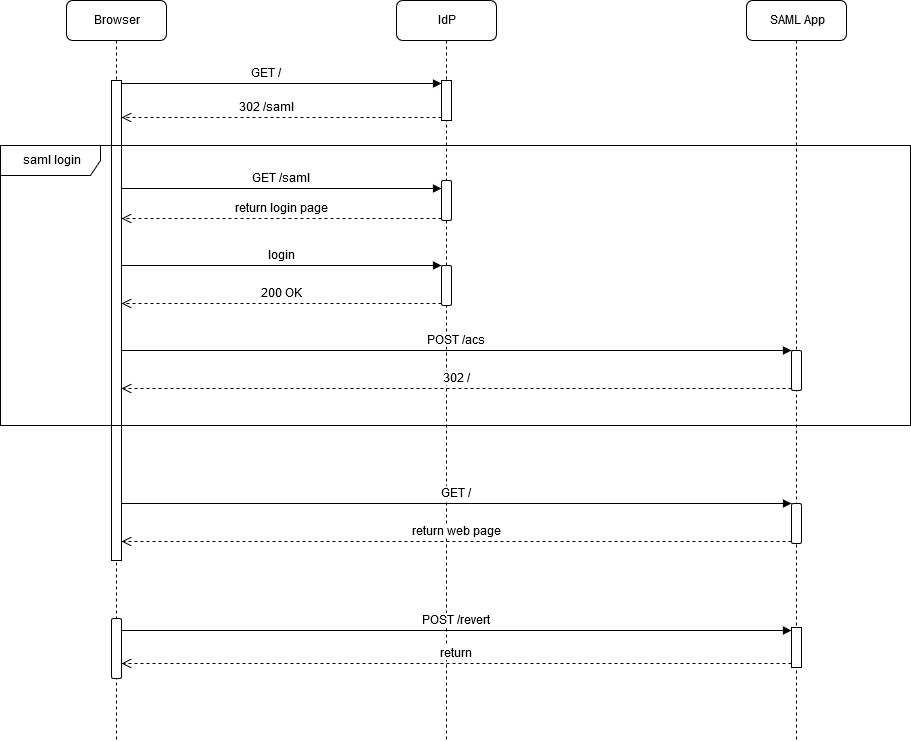 Browser
IdP
SAML App
GET /
302 /saml
saml login
GET /saml
return login page
login
200 OK
POST /acs
302 /
GET /
return web page
POST /revert
return